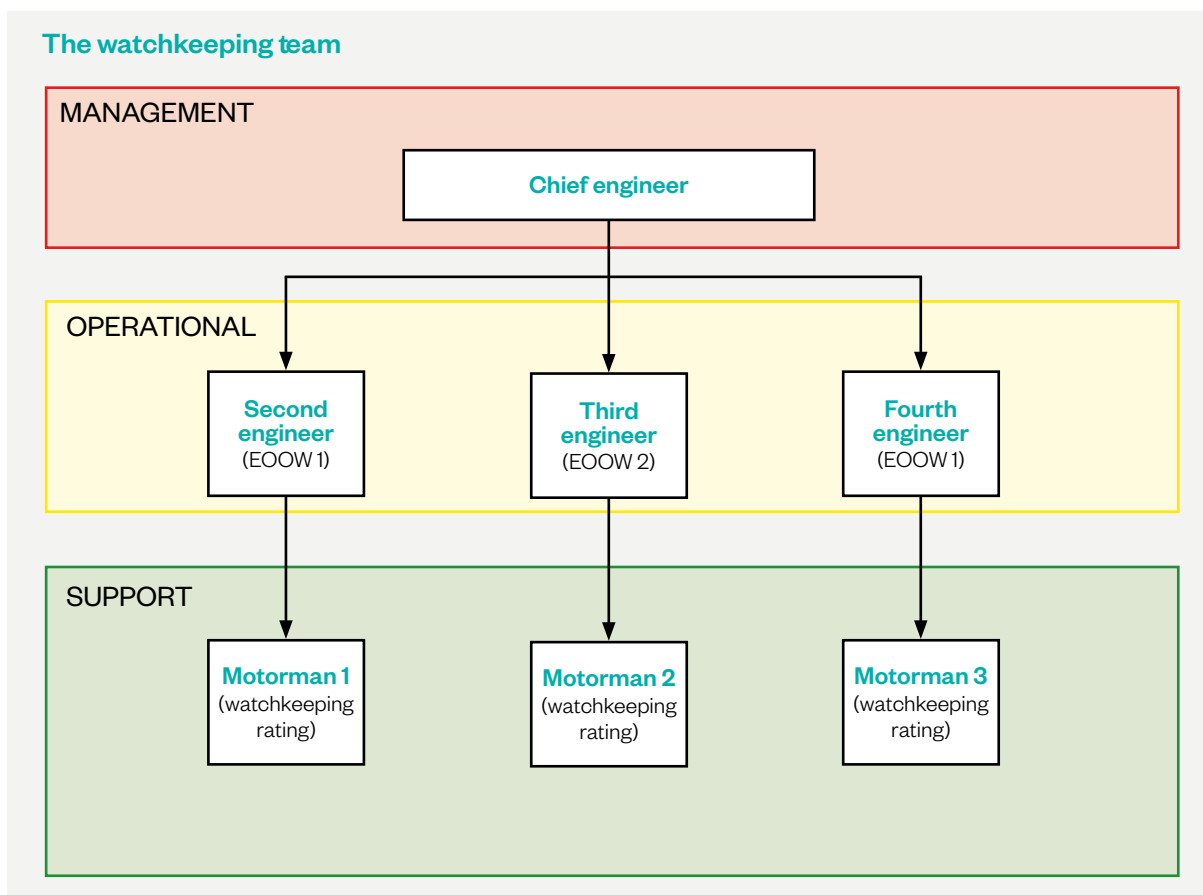 The watchkeeping team
MANAGEMENT
Chief engineer
OPERATIONAL
Second
engineer
(EOOW 1)
Third
engineer
(EOOW 2)
Fourth
engineer
(EOOW 1)
SUPPORT
Motorman 1
(watchkeeping
rating)
Motorman 2
(watchkeeping
rating)
Motorman 3
(watchkeeping
rating)